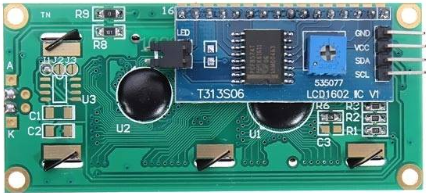 R9
TN
16
LED
GND
R8
VCC
SDA
J1 J2 J3
SCL
A
U3
T313S06
535077
LCD1602 IIC V1
C1
U2
U1
R6
R3
R2
C2
R1
K
C3